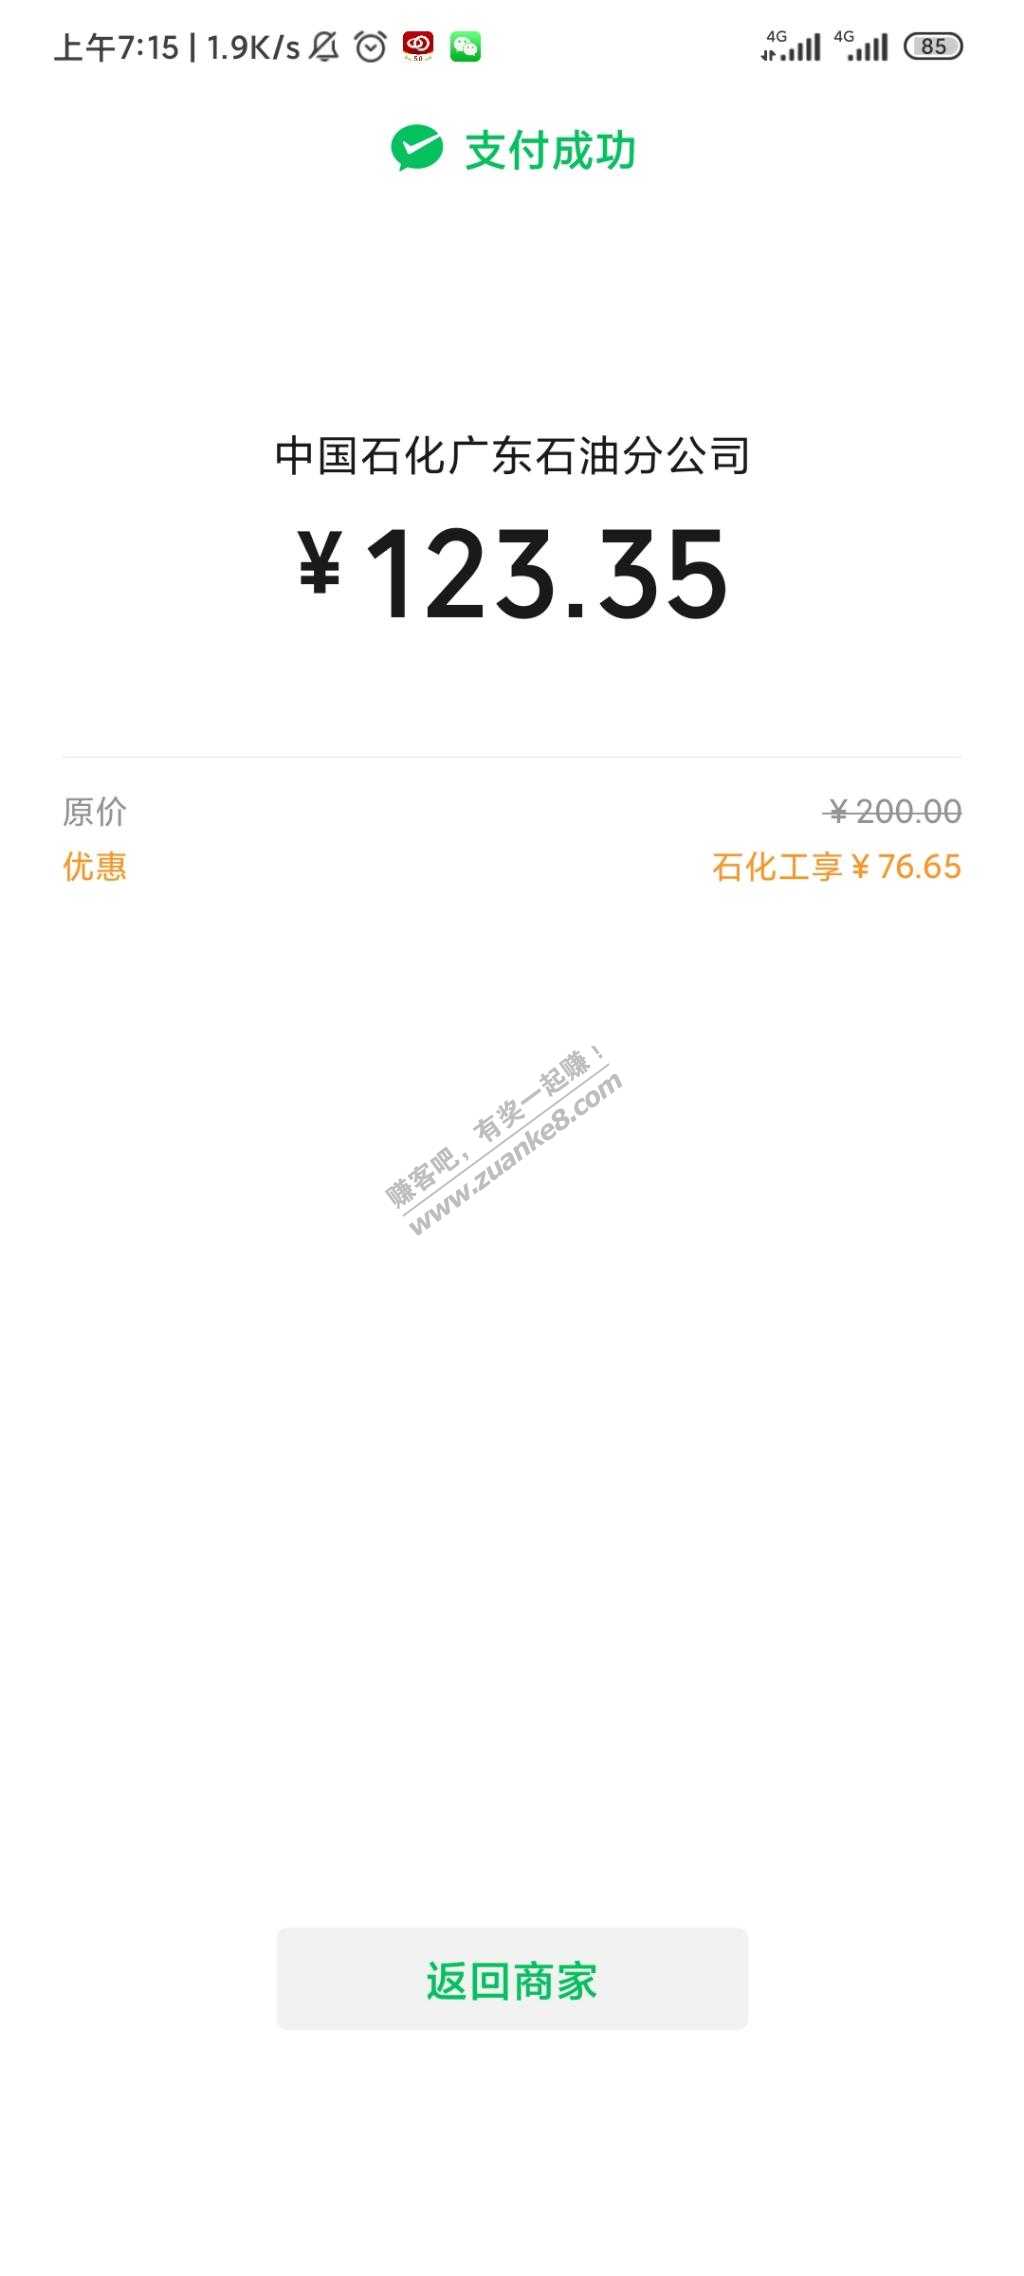 上午7:15 | 1.9K/s 5.0 4G 4G 85
支付成功
中国石化广东石油分公司
¥123.35
原价 ¥200.00
优惠 石化工享¥76.65
赚客吧，有奖一起赚！
www.zuanke8.com
返回商家